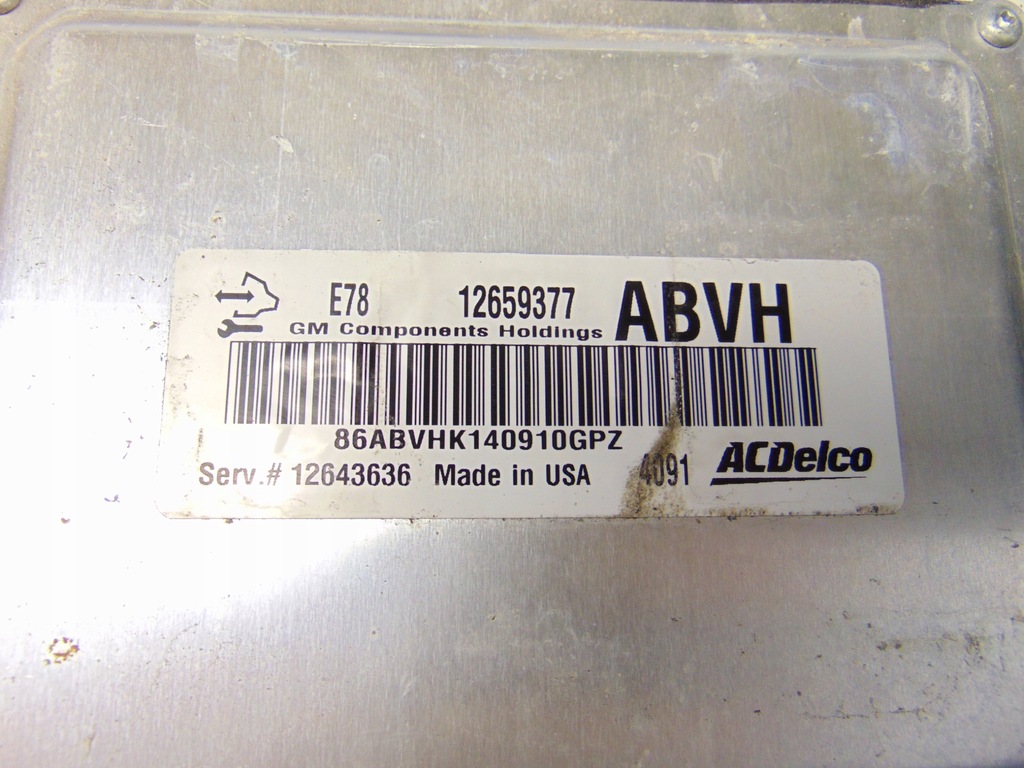 E78 12659377 ABVH
GM Components Holdings
86ABVHK140910GPZ
Serv.# 12643636 Made in USA 4091 ACDelco